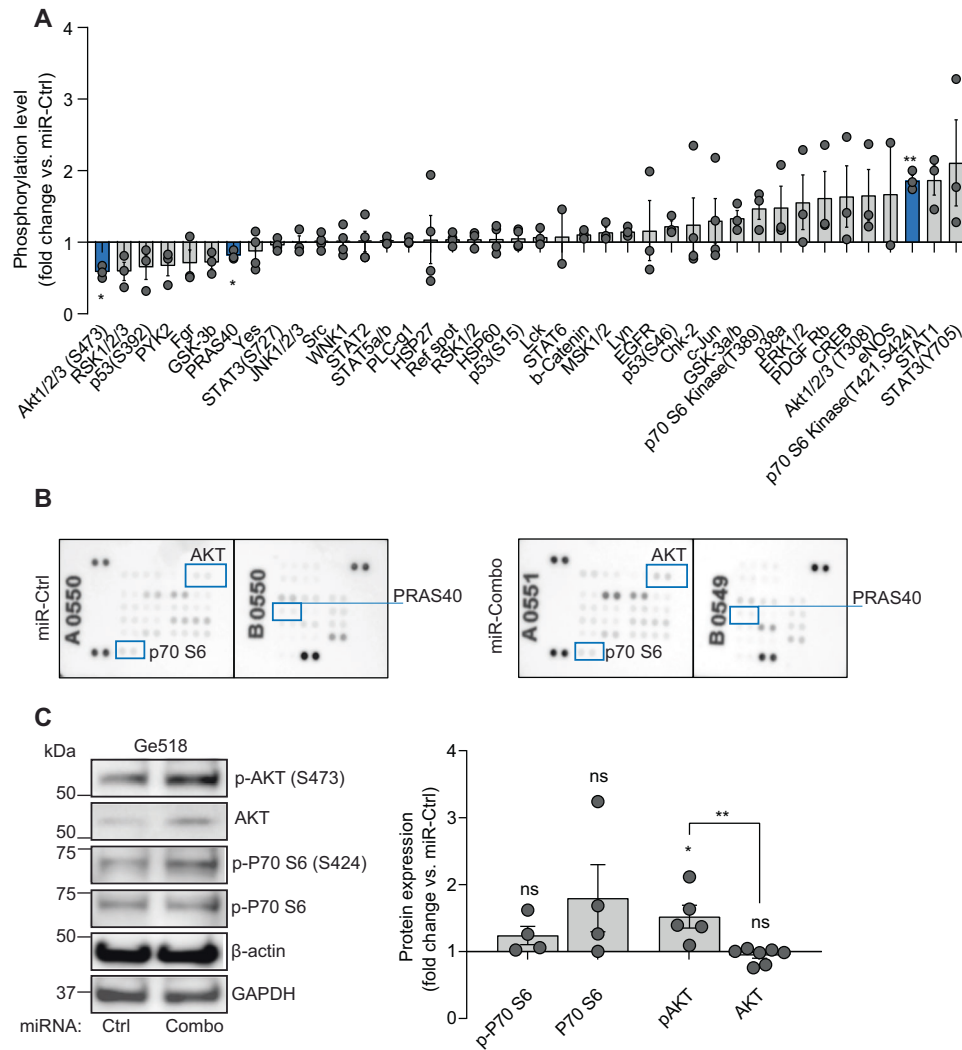 A
Phosphorylation level
(fold change vs. miR-Ctrl)
4
3
2
1
0
*
*
**
Akt1/2/3 (S473)
RSK1/2/3
p53(S392)
PYK2
Fgr
GSK-3b
PRAS40
Yes
STAT3(S727)
JNK1/2/3
Src
WNK1
STAT2
STAT5a/b
PLC-g1
HSP27
Ref spot
RSK1/2
HSP60
p53(S15)
Lck
STAT6
b-Catenin
MSK1/2
Lyn
EGFR
p53(S46)
Chk-2
c-Jun
GSK-3a/b
p70 S6 Kinase(T389)
p38a
ERK1/2
PDGF Rb
CREB
Akt1/2/3 (T308)
eNOS
p70 S6 Kinase(T421,S424)
STAT1
STAT3(Y705)
B
miR-Ctrl
A0550
AKT
p70 S6
B0550
PRAS40
miR-Combo
A0551
AKT
p70 S6
B0549
PRAS40
C
kDa
Ge518
50
p-AKT (S473)
50
AKT
75
p-P70 S6 (S424)
75
p-P70 S6
50
β-actin
37
GAPDH
miRNA: Ctrl Combo
Protein expression
(fold change vs. miR-Ctrl)
4
3
2
1
0
ns
ns
*
**
ns
p-P70 S6
P70 S6
pAKT
AKT